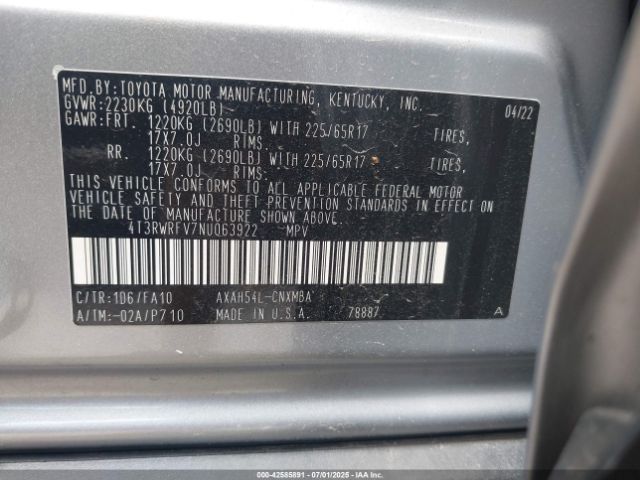 MFD.BY:TOYOTA MOTOR MANUFACTURING, KENTUCKY, INC.
GVWR:2230KG (4920LB) 04/22
GAWR:FRT. 1220KG (2690LB) WITH 225/65R17 TIRES,
17X7.0J RIMS.
RR. 1220KG (2690LB) WITH 225/65R17 TIRES,
17X7.0J RIMS.
THIS VEHICLE CONFORMS TO ALL APPLICABLE FEDERAL MOTOR
VEHICLE SAFETY AND THEFT PREVENTION STANDARDS IN EFFECT ON
THE DATE OF MANUFACTURE SHOWN ABOVE.
4T3RWRFV7NU063922 MPV
C/TR:1D6/FA10 AXAH54L-CNXMBA
A/TM:-02A/P710 MADE IN U.S.A. 78887 A
000-42585891 - 07/01/2025 - IAAI.COM